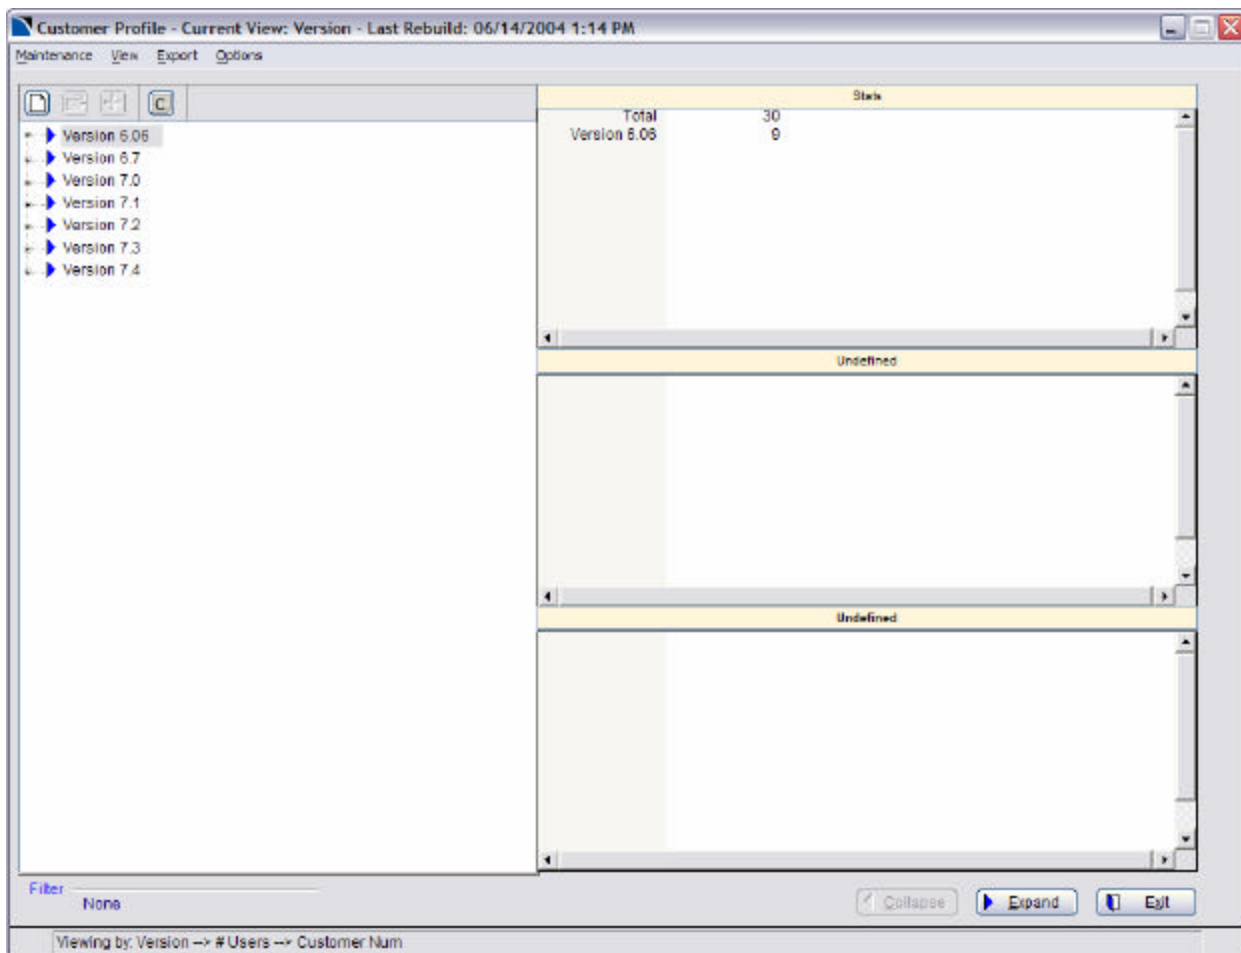 Customer Profile - Current View: Version - Last Rebuild: 06/14/2004 1:14 PM
Maintenance View Export Options
C
Stats
Version 6.06
Version 6.7
Version 7.0
Version 7.1
Version 7.2
Version 7.3
Version 7.4
Total 30
Version 6.06 9
Undefined
Undefined
Filter
None
Collapse
Expand
Exit
Viewing by: Version --> # Users --> Customer Num